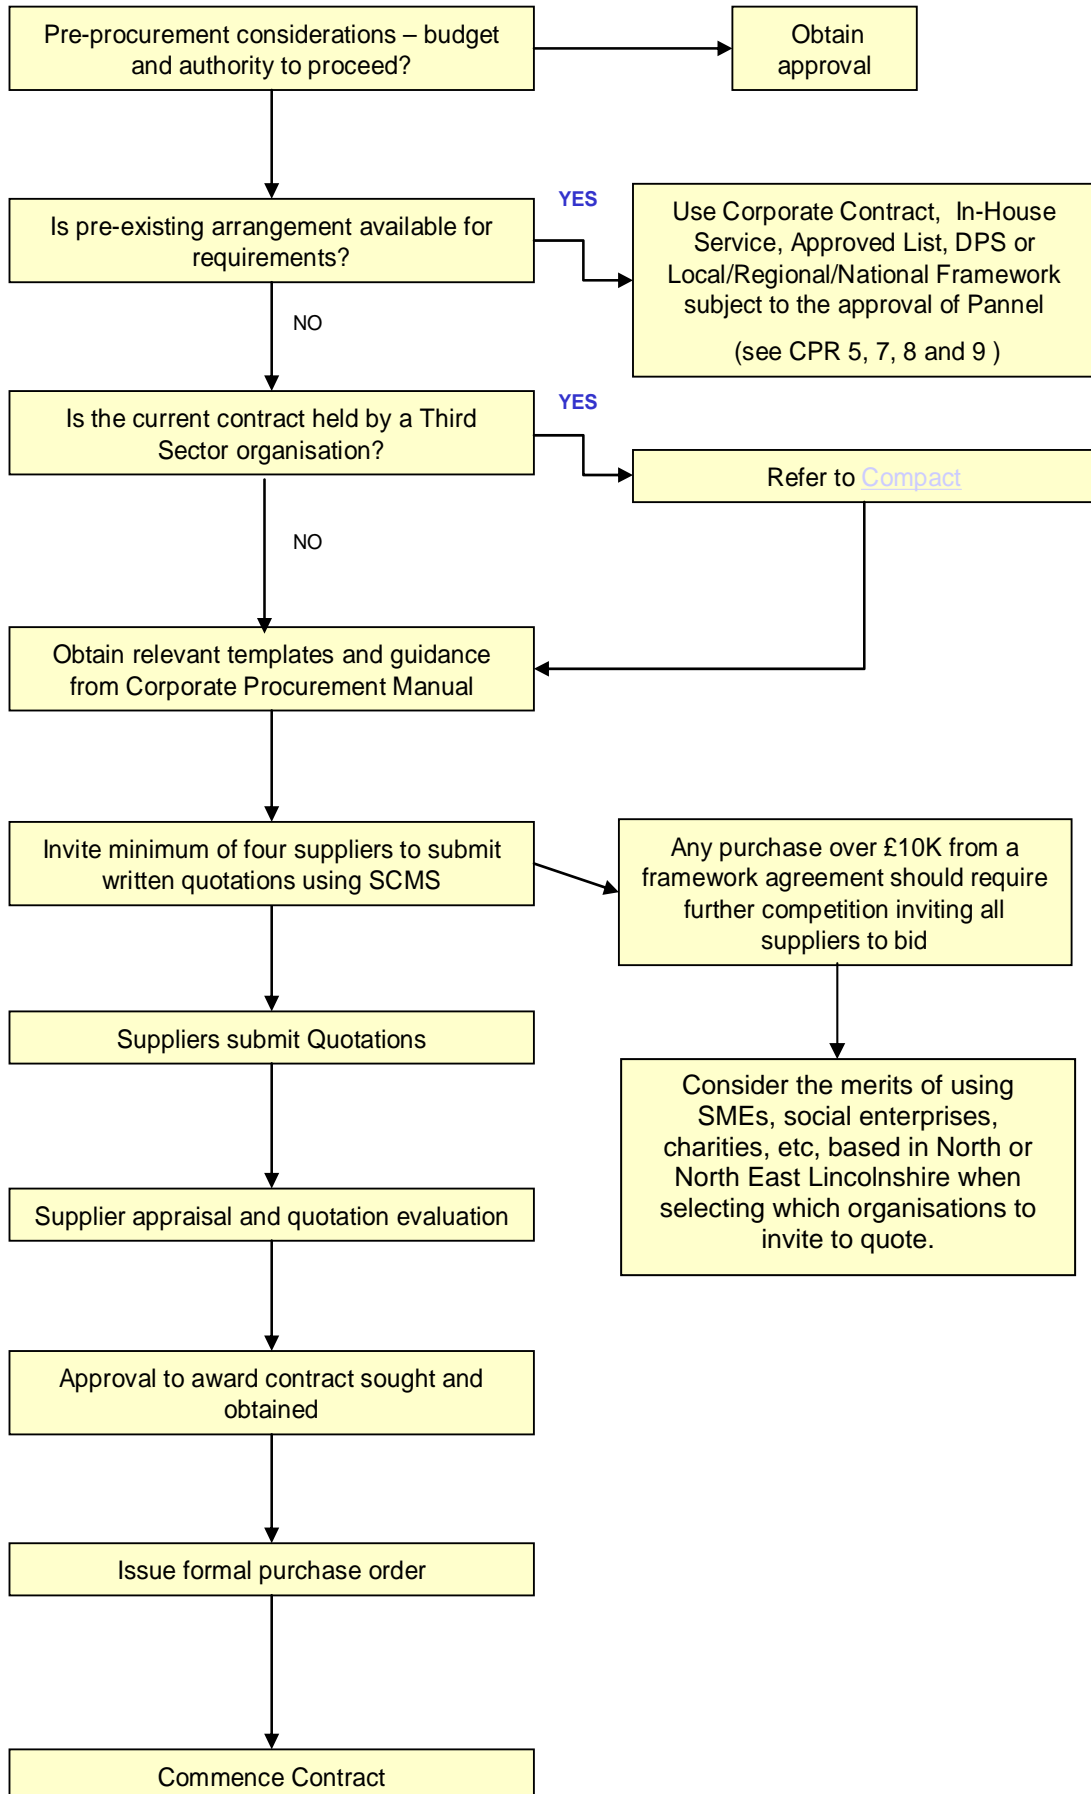 Pre-procurement considerations – budget
and authority to proceed?
Obtain
approval
Is pre-existing arrangement available for
requirements?
YES
Use Corporate Contract, In-House
Service, Approved List, DPS or
Local/Regional/National Framework
subject to the approval of Pannel
(see CPR 5, 7, 8 and 9 )
NO
Is the current contract held by a Third
Sector organisation?
YES
Refer to Compact
NO
Obtain relevant templates and guidance
from Corporate Procurement Manual
Invite minimum of four suppliers to submit
written quotations using SCMS
Any purchase over £10K from a
framework agreement should require
further competition inviting all
suppliers to bid
Suppliers submit Quotations
Consider the merits of using
SMEs, social enterprises,
charities, etc, based in North or
North East Lincolnshire when
selecting which organisations to
invite to quote.
Supplier appraisal and quotation evaluation
Approval to award contract sought and
obtained
Issue formal purchase order
Commence Contract